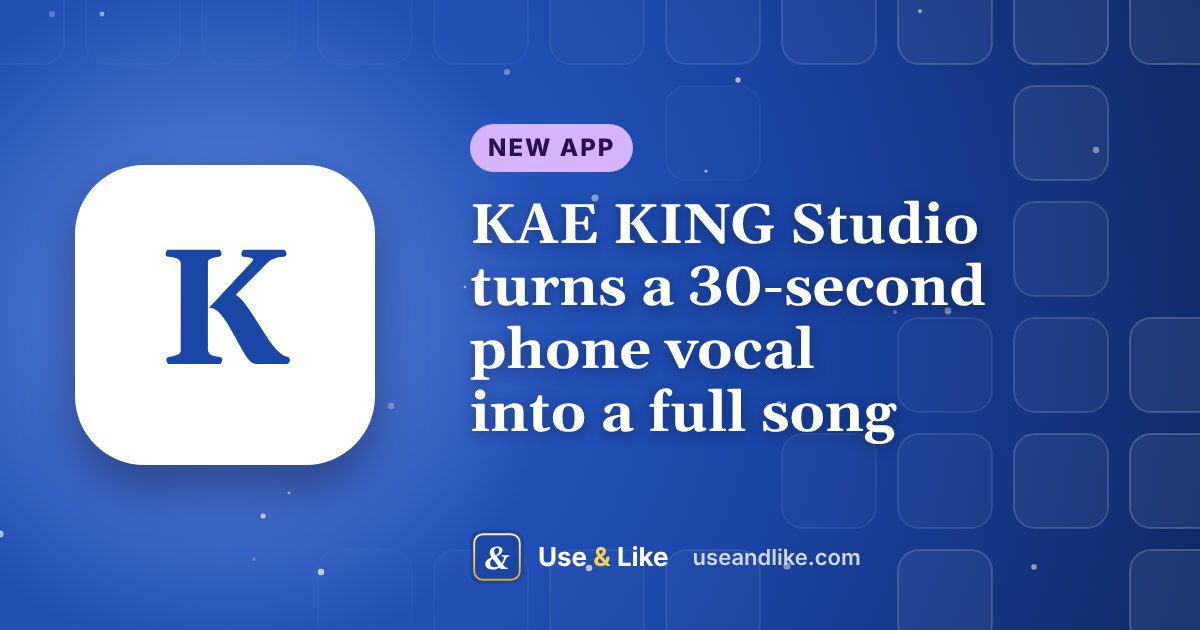 K
NEW APP
KAE KING Studio
turns a 30-second
phone vocal
into a full song
& Use & Like useandlike.com